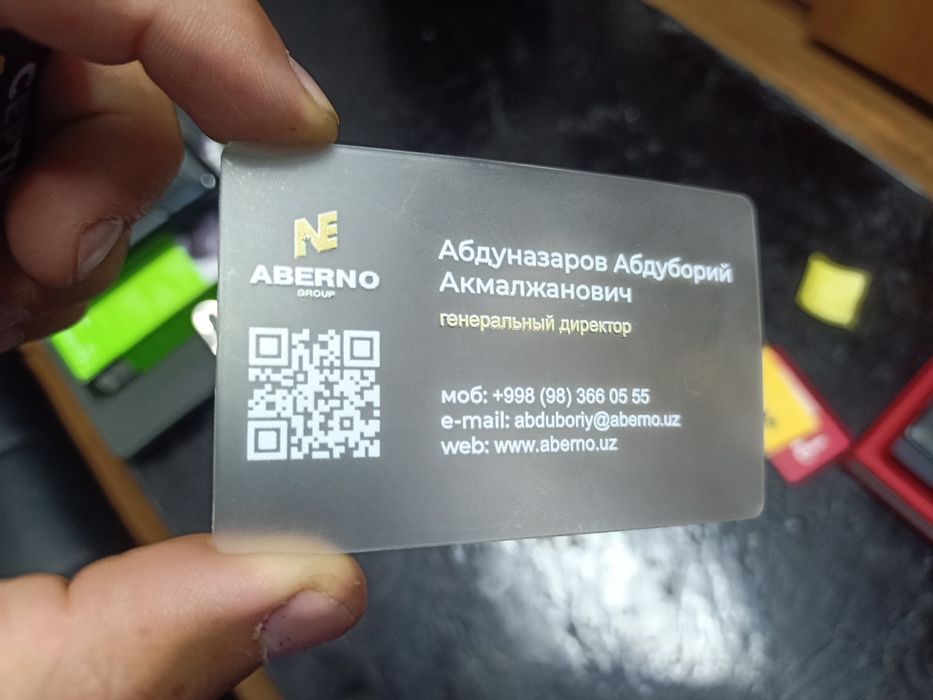 ABERNO
GROUP
Абдуназаров Абдуборий
Акмалжанович
генеральный директор
моб: +998 (98) 366 05 55
e-mail: abduboriy@aberno.uz
web: www.aberno.uz